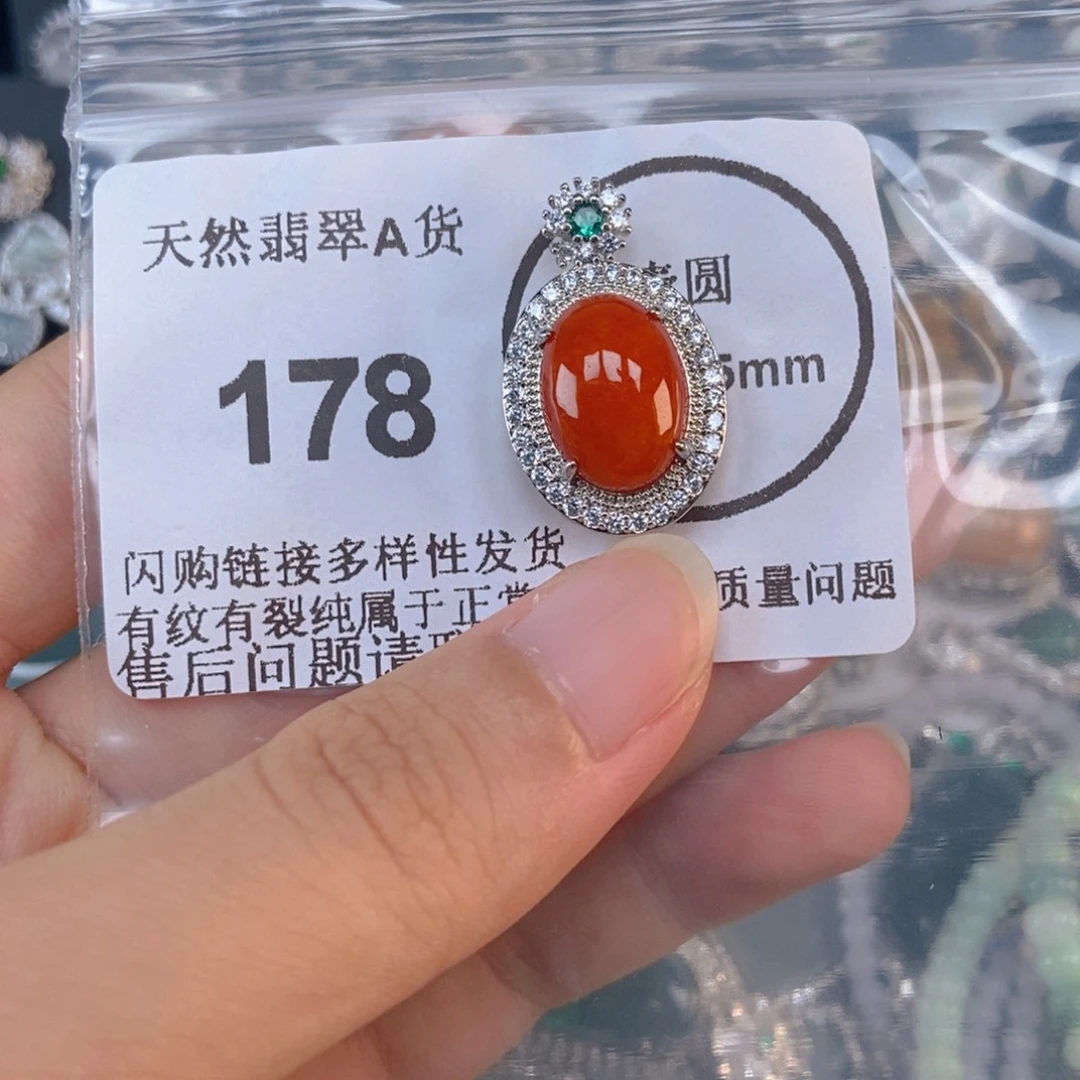 天然翡翠A货
圆
178
5mm
闪购链接多样性发货
有纹有裂纯属于正常 质量问题
售后问题请